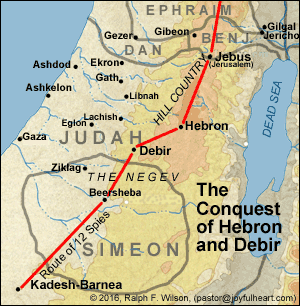 EPHRAIM
Gibeon
BENJ.
Gilgal
Jericho
Gezer
DAN
Jebus
(Jerusalem)
Ashdod
Ekron
Gath
HILL COUNTRY
Ashkelon
Libnah
DEAD SEA
Lachish
Eglon
Hebron
Gaza
JUDAH
Debir
Ziklag
THE NEGEV
Beersheba
The
Conquest
of Hebron
and Debir
SIMEON
Route of 12 Spies
Kadesh-Barnea
© 2016, Ralph F. Wilson, (pastor@joyfulheart.com)